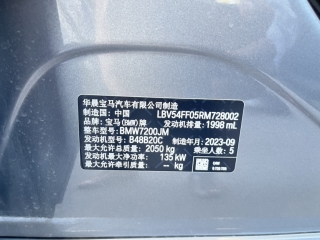 华晨宝马汽车有限公司制造
制造国：中国 LBV54FF05RM728002
品牌：宝马(BMW)牌 发动机排量：1998 mL
整车型号：BMW7200JM
发动机型号：B48B20C 制造年月：2023-09
最大允许总质量：2050 kg 乘坐人数：5
发动机最大净功率：135 kW
最大允许牵引质量：— kg